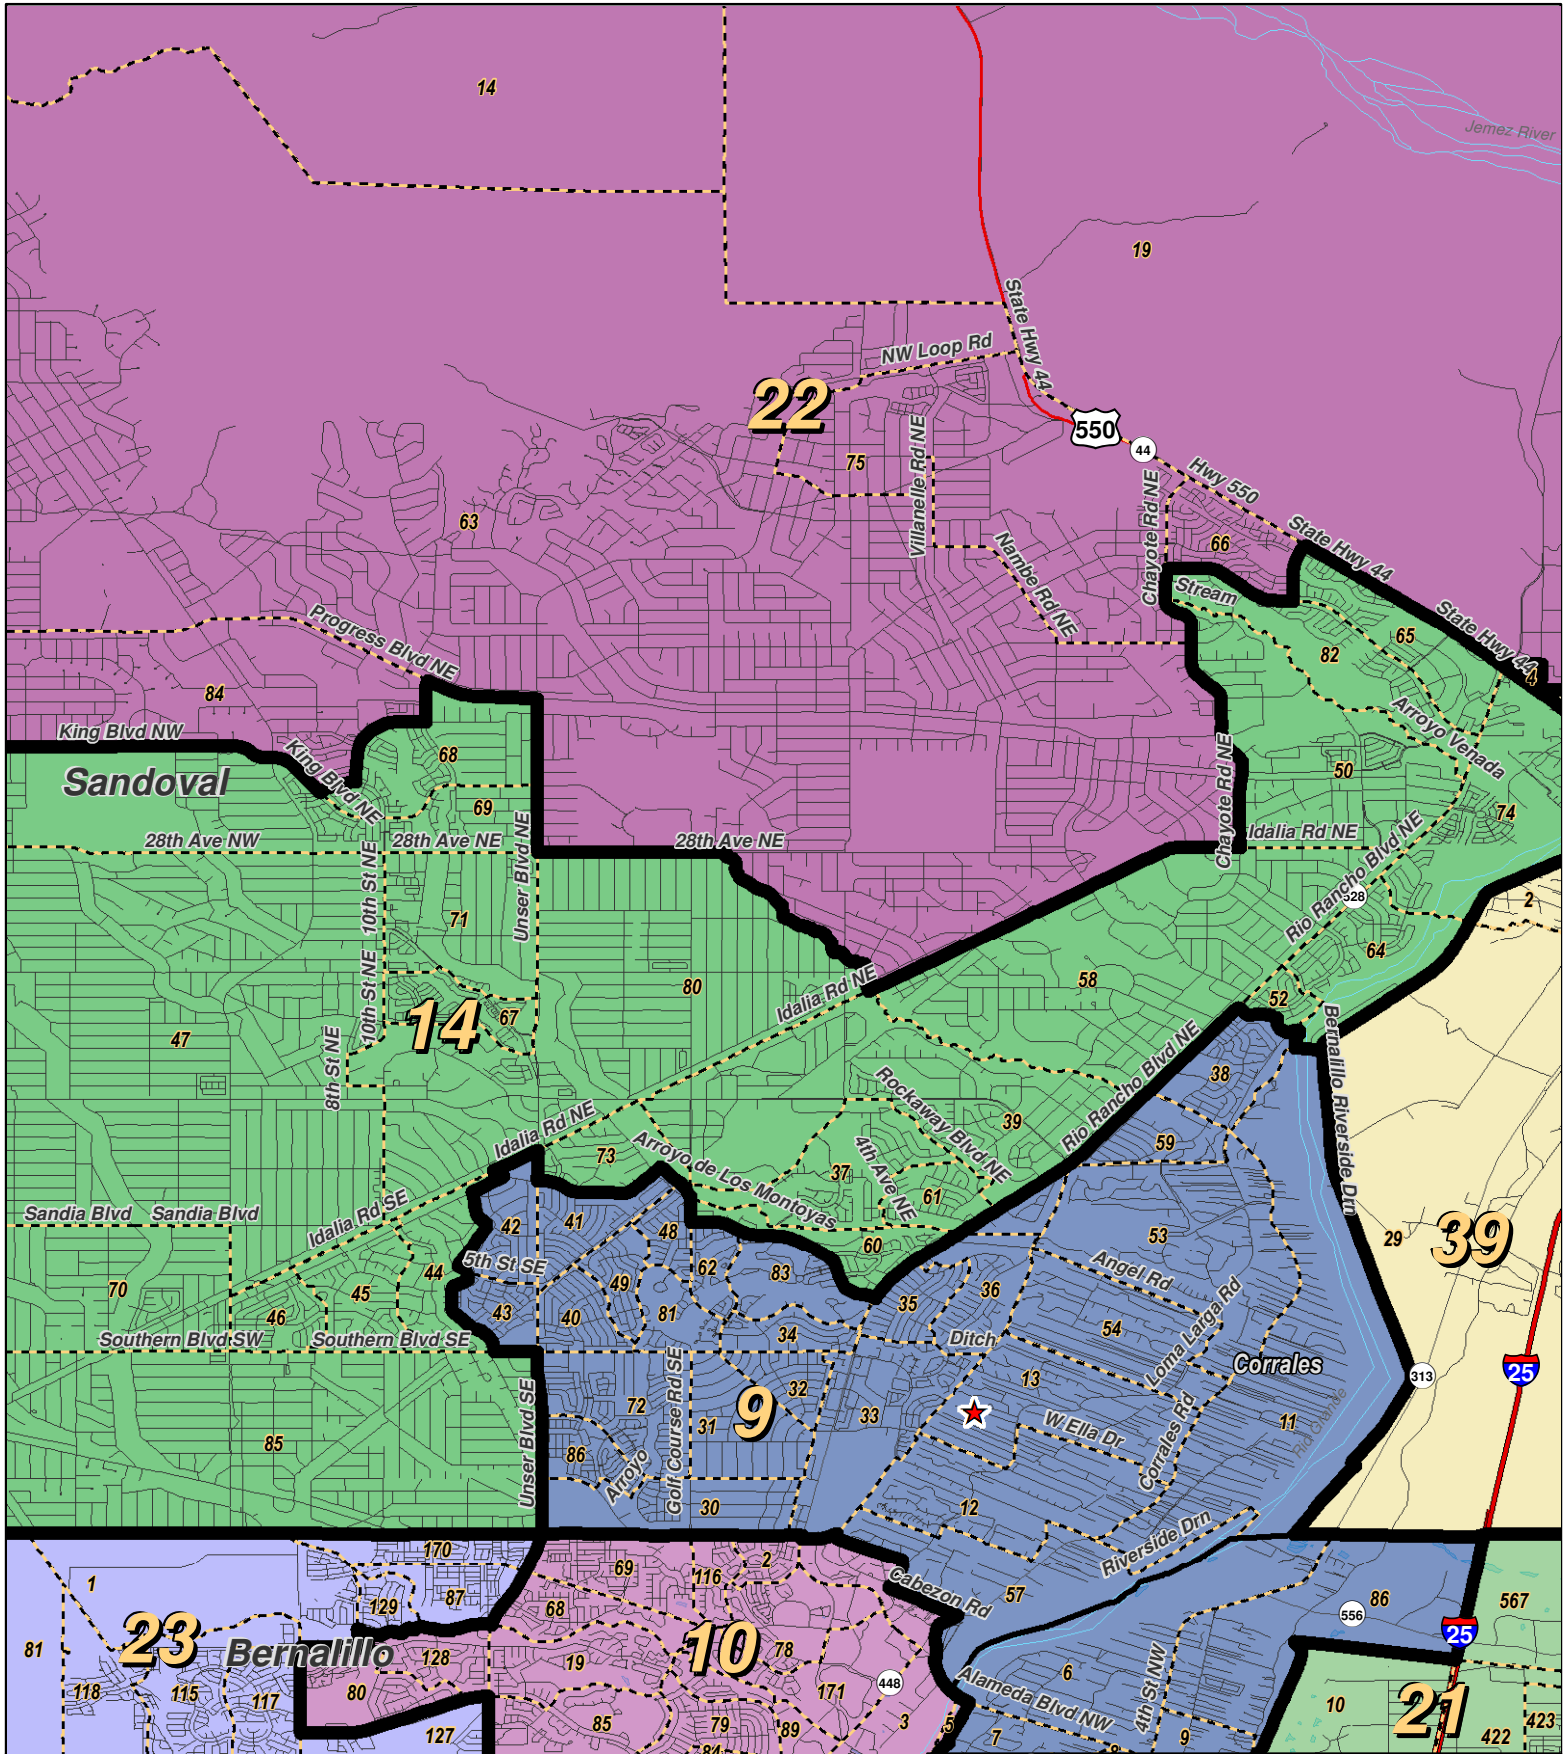 14
Jemez River
19
State Hwy 44
NW Loop Rd
22
550
44
75
Villanelle Rd NE
Hwy 550
Chayote Rd NE
63
66
State Hwy 44
Nambe Rd NE
Stream
Progress Blvd NE
65
State Hwy 44
82
4
84
Arroyo Venada
King Blvd NW
King Blvd NE
68
Chayote Rd NE
50
Sandoval
69
74
28th Ave NW
28th Ave NE
28th Ave NE
Idalia Rd NE
10th St NE
Unser Blvd NE
Rio Rancho Blvd NE
528
2
71
64
10th St NE
80
Idalia Rd NE
58
52
14
67
47
Bernalillo Riverside Drn
8th St NE
38
Rockaway Blvd NE
Rio Rancho Blvd NE
39
Idalia Rd NE
59
73
Arroyo de Los Montoyas
4th Ave NE
37
61
Sandia Blvd
Sandia Blvd
Idalia Rd SE
42
41
48
53
29
39
60
5th St SE
44
62
83
Angel Rd
70
45
49
36
46
43
40
81
35
Loma Larga Rd
54
Southern Blvd SW
Southern Blvd SE
34
Ditch
Corrales
25
313
Unser Blvd SE
Golf Course Rd SE
13
32
72
9
31
33
W Ella Dr
Corrales Rd
11
Rio Grande
85
86
Arroyo
30
12
Riverside Drn
170
69
2
116
Cabezon Rd
1
129
87
68
57
86
567
556
23
Bernalillo
10
25
81
128
19
78
4th St NW
6
118
115
117
80
171
448
Alameda Blvd NW
10
21
127
85
79
89
3
5
7
9
422
423
84
8